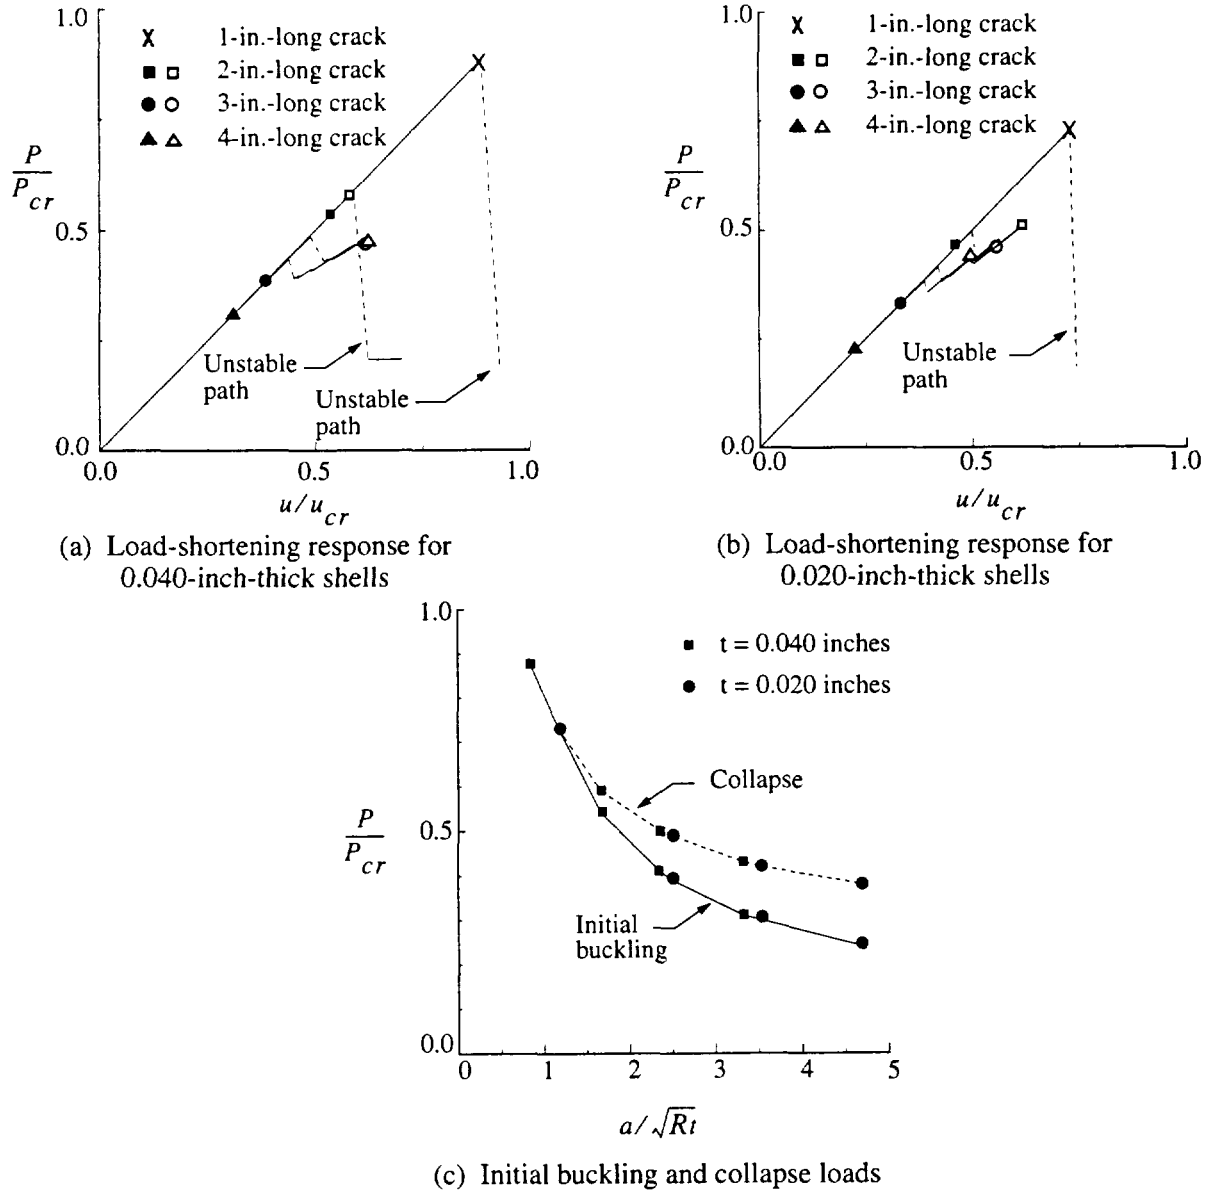 1.0
1-in.-long crack
2-in.-long crack
3-in.-long crack
4-in.-long crack
P
P cr
0.5
Unstable
path
Unstable
path
0.0
0.0 0.5 1.0
u/u cr
(a) Load-shortening response for
0.040-inch-thick shells
1.0
1-in.-long crack
2-in.-long crack
3-in.-long crack
4-in.-long crack
P
P cr
0.5
Unstable
path
0.0
0.0 0.5 1.0
u/u cr
(b) Load-shortening response for
0.020-inch-thick shells
1.0
t = 0.040 inches
t = 0.020 inches
Collapse
P
P cr
0.5
Initial
buckling
0.0
0 1 2 3 4 5
a/√Rt
(c) Initial buckling and collapse loads